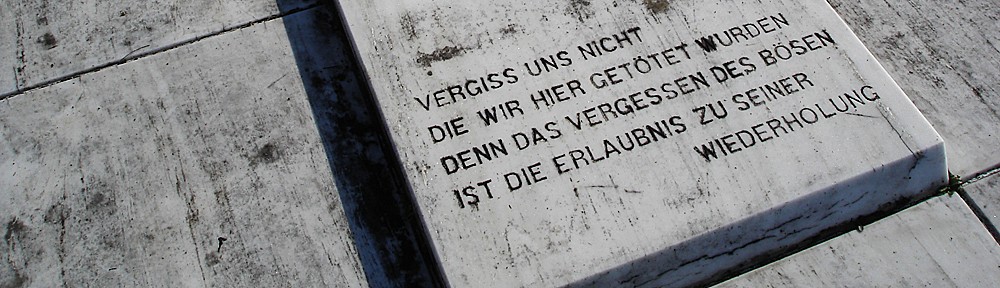 VERGISS UNS NICHT
DIE WIR HIER GETÖTET WURDEN
DENN DAS VERGESSEN DES BÖSEN
IST DIE ERLAUBNIS ZU SEINER
WIEDERHOLUNG